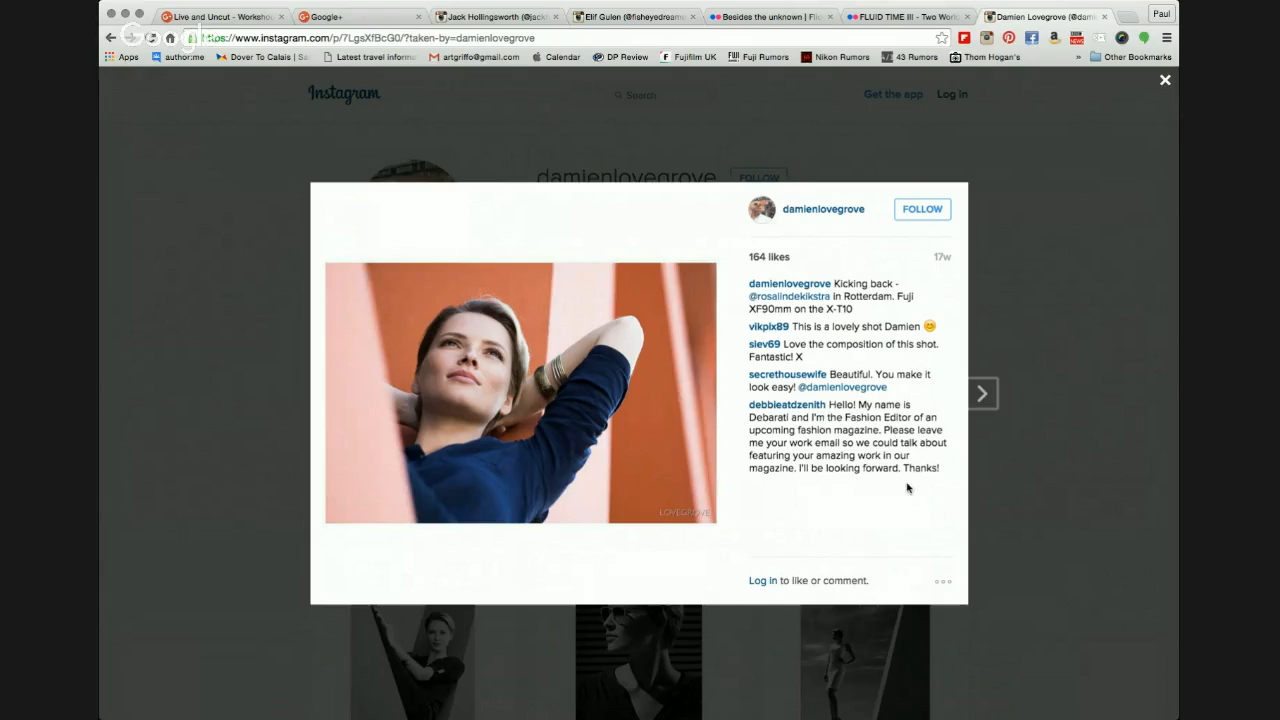 Live and Uncut - Worksho
Google+
Jack Hollingsworth (@jack
Elif Gulen (@fisheyedream
Besides the unknown | Flic
FLUID TIME III - Two Work
Damien Lovegrove (@dami
Paul
https://www.instagram.com/p/7LgsXfBcG0/?taken-by=damienlovegrove
Apps
author:me
Dover To Calais | Sa
Latest travel inform
artgriffo@gmail.com
Calendar
DP Review
Fujifilm UK
Fuji Rumors
Nikon Rumors
43 Rumors
Thom Hogan's
»
Other Bookmarks
Instagram
Search
Get the app
Log in
damienlovegrove
FOLLOW
damienlovegrove
FOLLOW
164 likes
17w
damienlovegrove Kicking back -
@rosalindekikstra in Rotterdam. Fuji
XF90mm on the X-T10
vikpix89 This is a lovely shot Damien 😊
slev69 Love the composition of this shot.
Fantastic! X
secrethousewife Beautiful. You make it
look easy! @damienlovegrove
debbieatdzenith Hello! My name is
Debarati and I'm the Fashion Editor of an
upcoming fashion magazine. Please leave
me your work email so we could talk about
featuring your amazing work in our
magazine. I'll be looking forward. Thanks!
LOVEGROVE
Log in to like or comment.